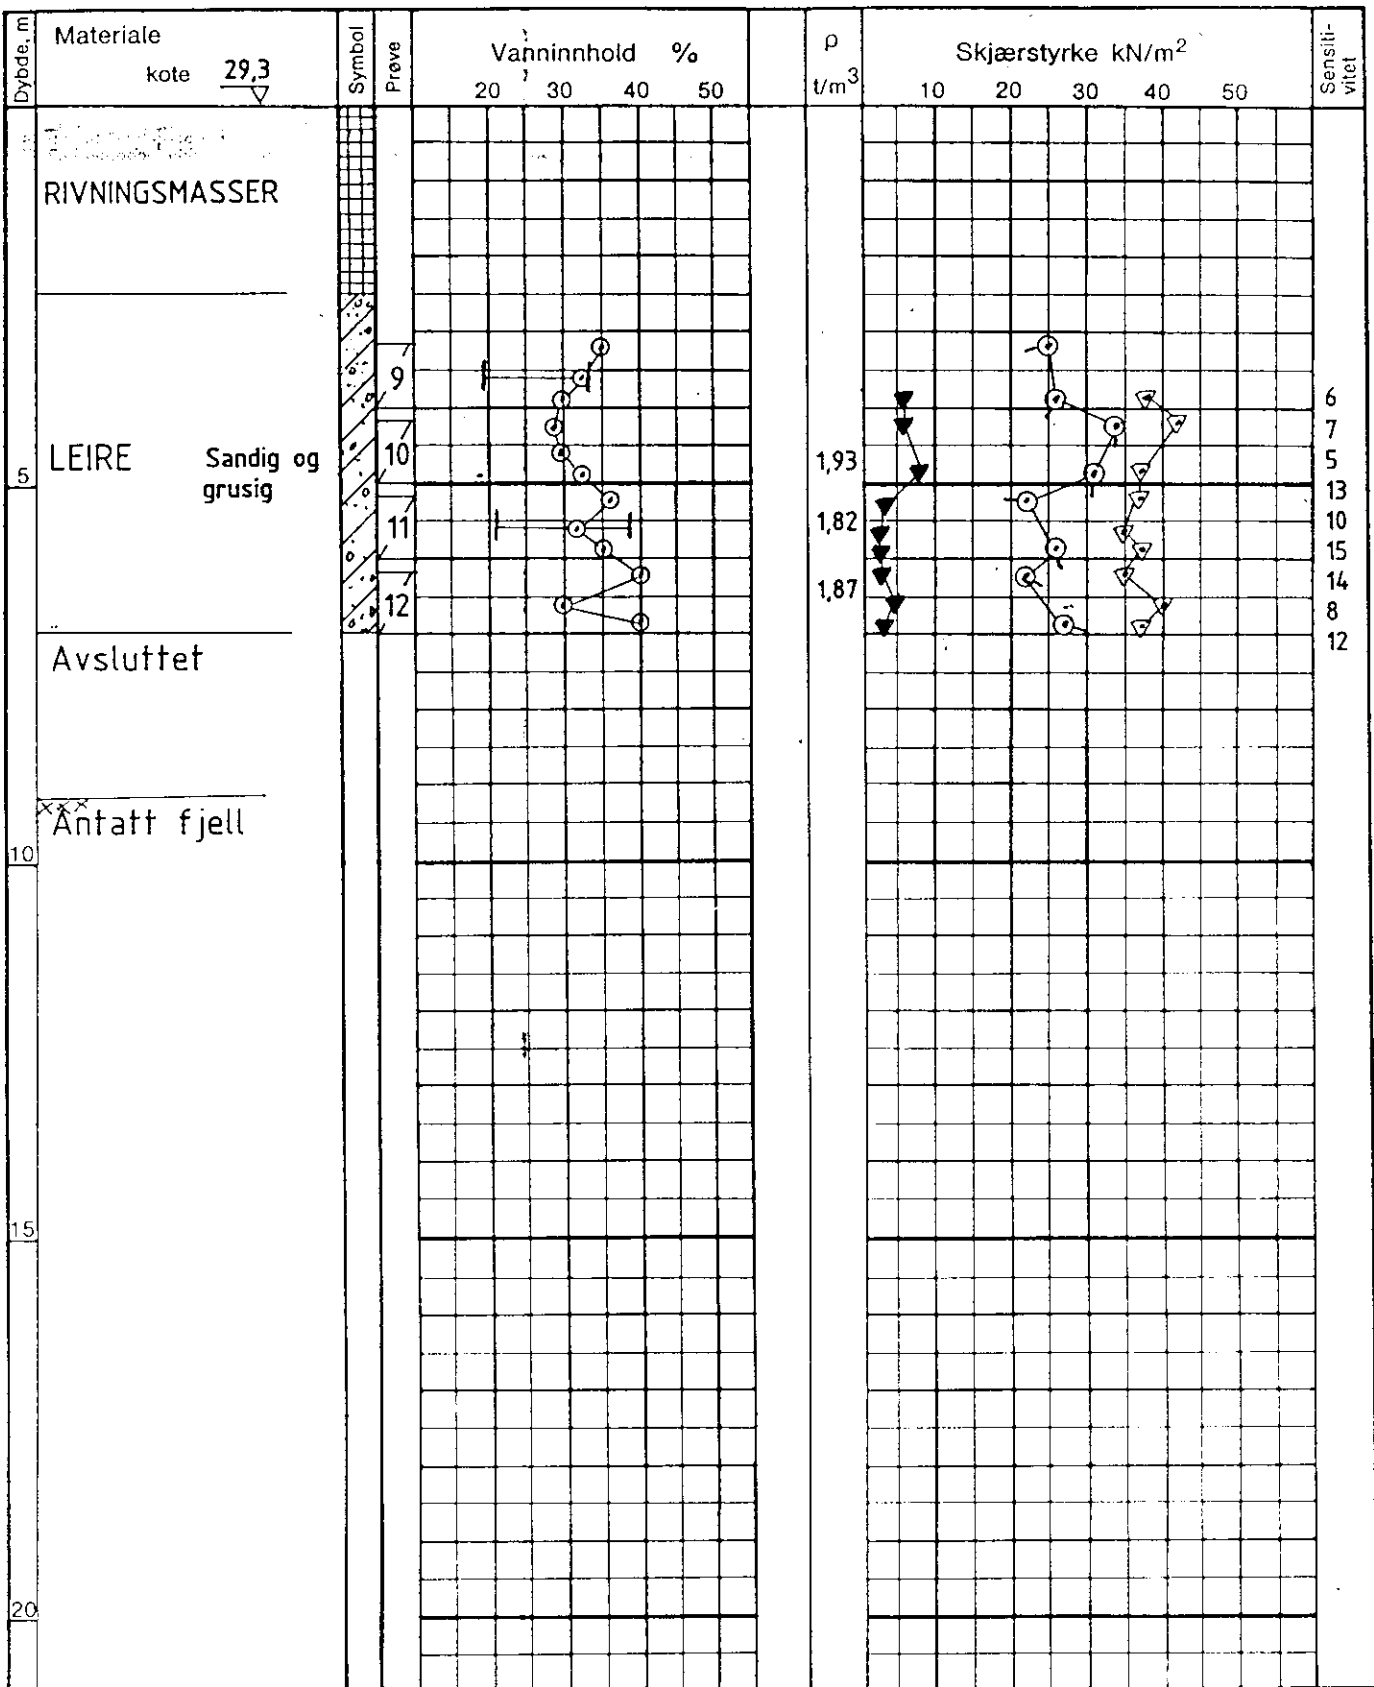 Dybde, m
Materiale
kote 29,3
Symbol
Prøve
Vanninnhold %
20 30 40 50
ρ
t/m³
Skjærstyrke kN/m²
10 20 30 40 50
Sensiti-
vitet
RIVNINGSMASSER
9
6
7
LEIRE Sandig og
grusig
10
1,93
5
5
13
11
1,82
10
15
1,87
14
12
8
12
Avsluttet
Antatt fjell
10
15
20